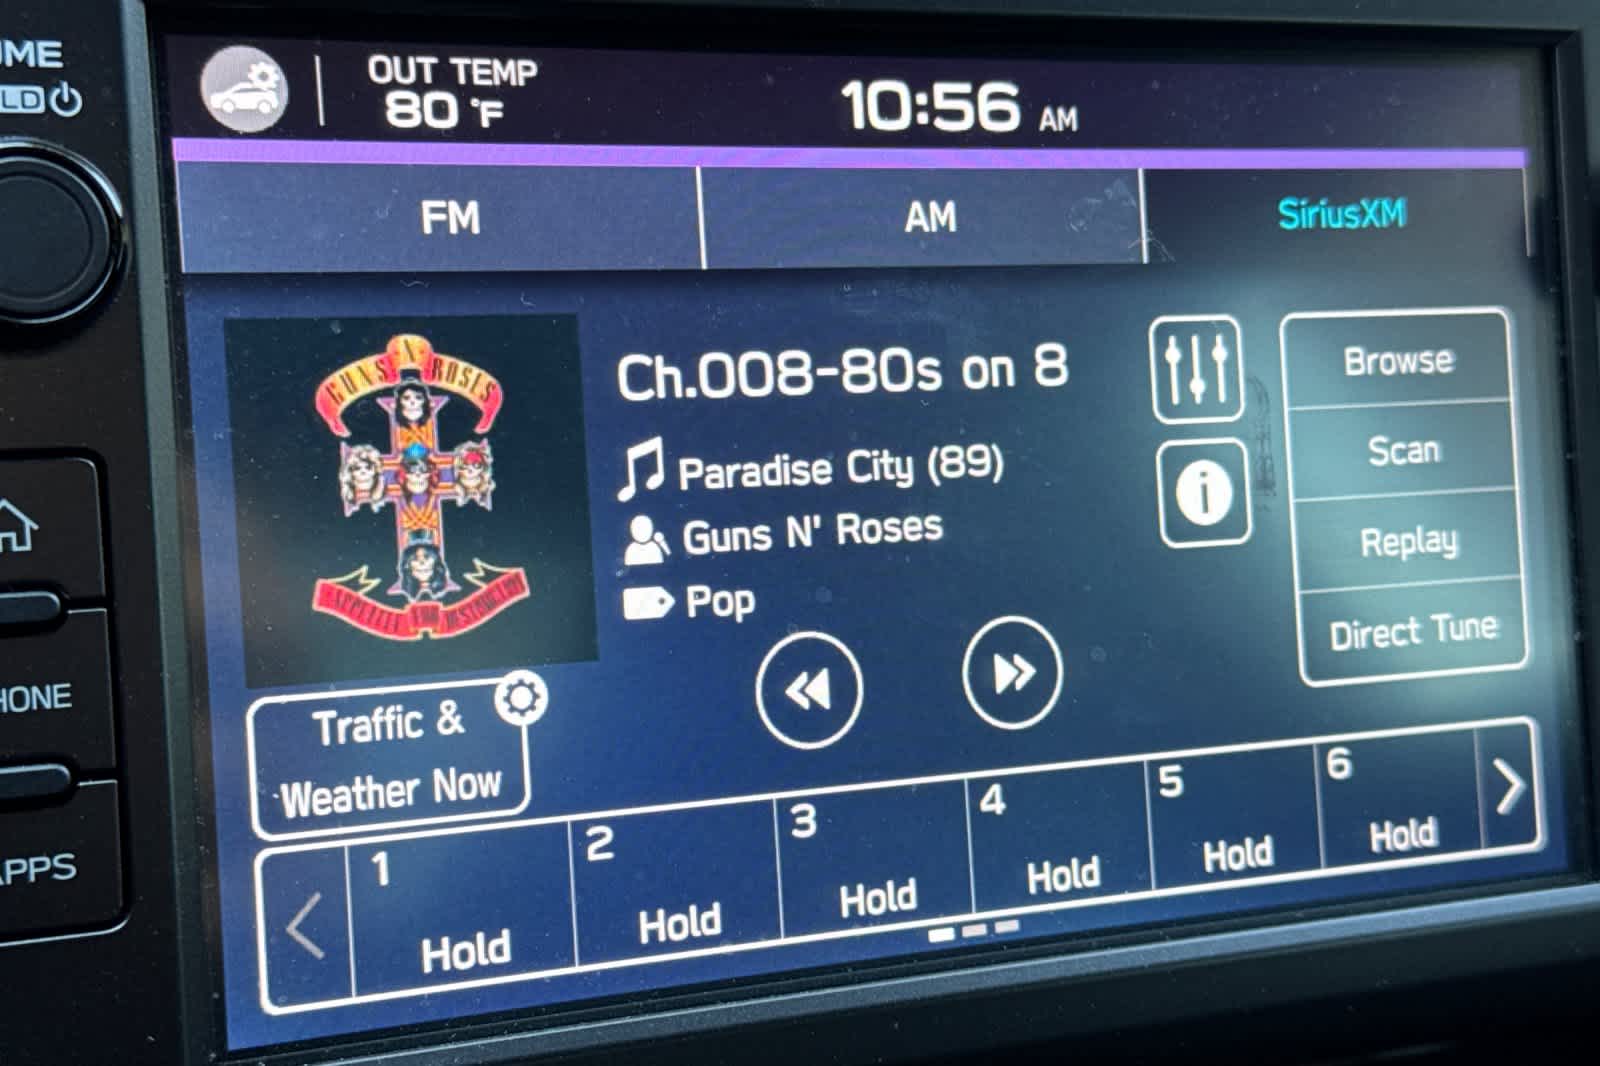 OUT TEMP
80 °F
10:56 AM
FM
AM
SiriusXM
GUNS N ROSES
APPETITE FOR DESTRUCTION
Ch.008-80s on 8
Paradise City (89)
Guns N' Roses
Pop
Browse
Scan
Replay
Direct Tune
Traffic &
Weather Now
1
Hold
2
Hold
3
Hold
4
Hold
5
Hold
6
Hold
UME
LD
HONE
APPS